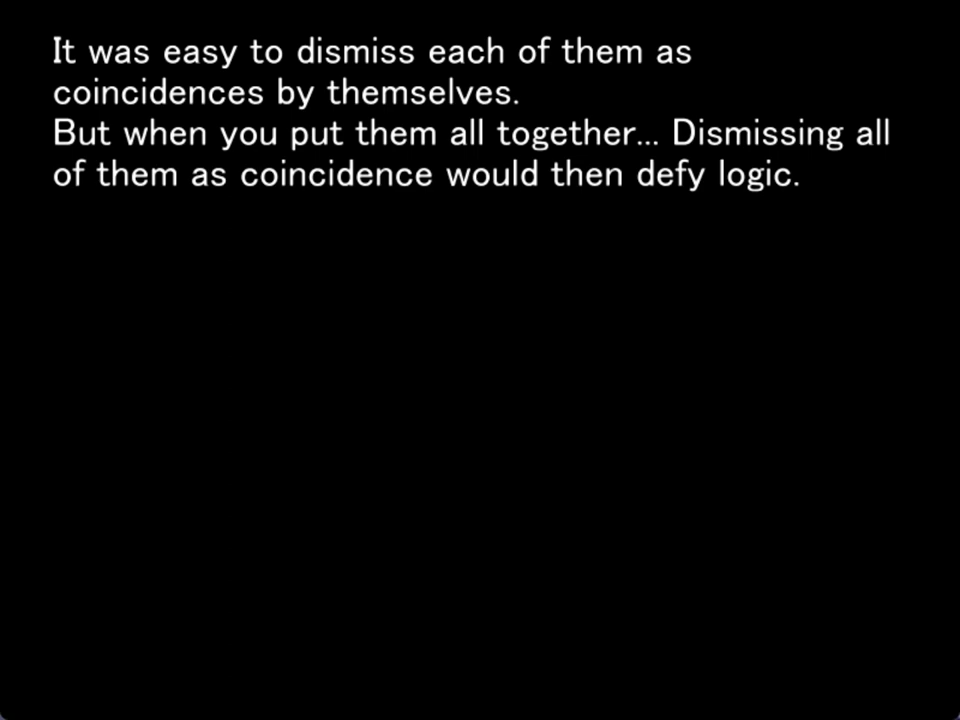 It was easy to dismiss each of them as
coincidences by themselves.
But when you put them all together... Dismissing all
of them as coincidence would then defy logic.